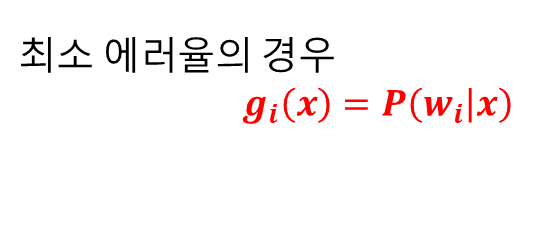 최소 에러율의 경우
gᵢ(x) = P(wᵢ|x)